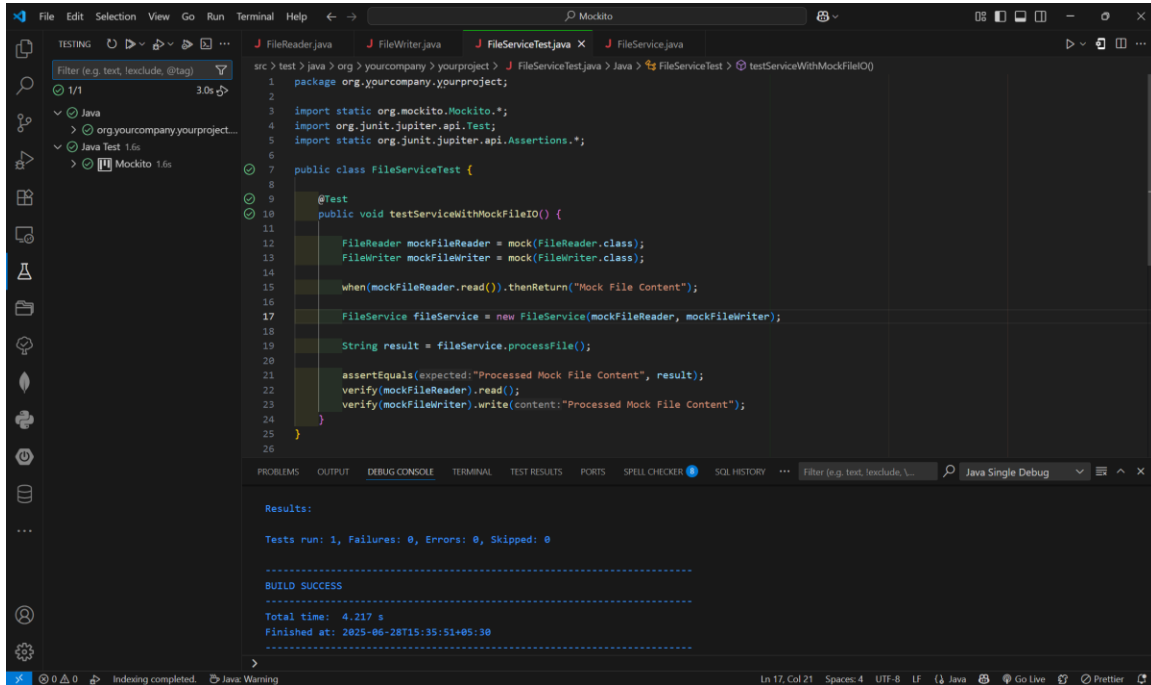 File Edit Selection View Go Run Terminal Help
Mockito
TESTING
Filter (e.g. text, !exclude, @tag)
1/1 3.0s
Java
org.yourcompany.yourproject....
Java Test 1.6s
Mockito 1.6s
J FileReader.java J FileWriter.java J FileServiceTest.java J FileService.java
src > test > java > org > yourcompany > yourproject > J FileServiceTest.java > Java > FileServiceTest > testServiceWithMockFileIO()
1 package org.yourcompany.yourproject;
2
3 import static org.mockito.Mockito.*;
4 import org.junit.jupiter.api.Test;
5 import static org.junit.jupiter.api.Assertions.*;
6
7 public class FileServiceTest {
8
9 @Test
10 public void testServiceWithMockFileIO() {
11
12 FileReader mockFileReader = mock(FileReader.class);
13 FileWriter mockFileWriter = mock(FileWriter.class);
14
15 when(mockFileReader.read()).thenReturn("Mock File Content");
16
17 FileService fileService = new FileService(mockFileReader, mockFileWriter);
18
19 String result = fileService.processFile();
20
21 assertEquals(expected:"Processed Mock File Content", result);
22 verify(mockFileReader).read();
23 verify(mockFileWriter).write(content:"Processed Mock File Content");
24 }
25 }
26
PROBLEMS OUTPUT DEBUG CONSOLE TERMINAL TEST RESULTS PORTS SPELL CHECKER 8 SQL HISTORY ... Filter (e.g. text, !exclude, \... Java Single Debug
Results:
Tests run: 1, Failures: 0, Errors: 0, Skipped: 0
------------------------------------------------------------------------
BUILD SUCCESS
------------------------------------------------------------------------
Total time: 4.217 s
Finished at: 2025-06-28T15:35:51+05:30
------------------------------------------------------------------------
>
0 0 Indexing completed. Java: Warning Ln 17, Col 21 Spaces: 4 UTF-8 LF Java Go Live Prettier